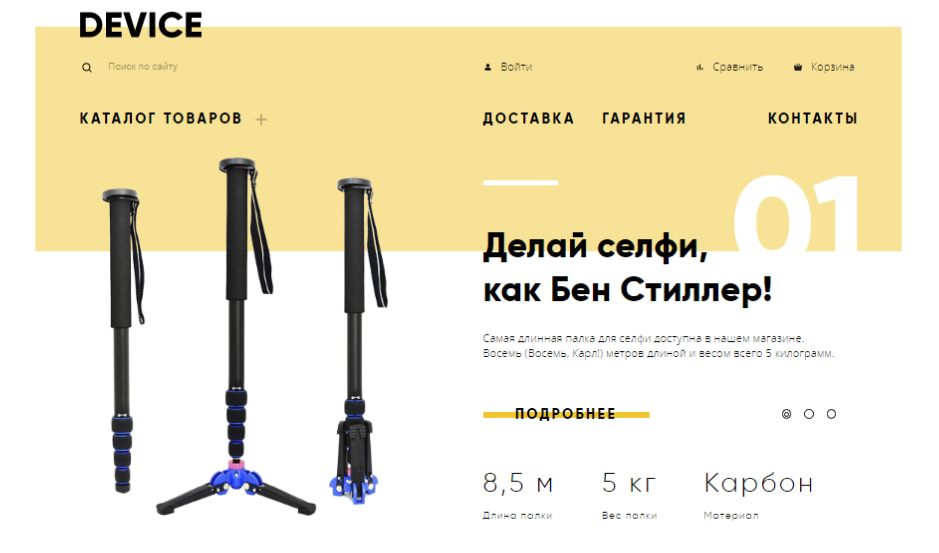 DEVICE
Поиск по сайту
Войти
Сравнить
Корзина
КАТАЛОГ ТОВАРОВ +
ДОСТАВКА
ГАРАНТИЯ
КОНТАКТЫ
01
Делай селфи,
как Бен Стиллер!
Самая длинная палка для селфи доступна в нашем магазине.
Восемь (Восемь, Карл!) метров длиной и весом всего 5 килограмм.
ПОДРОБНЕЕ
8,5 м
5 кг
Карбон
Длина палки
Вес палки
Материал